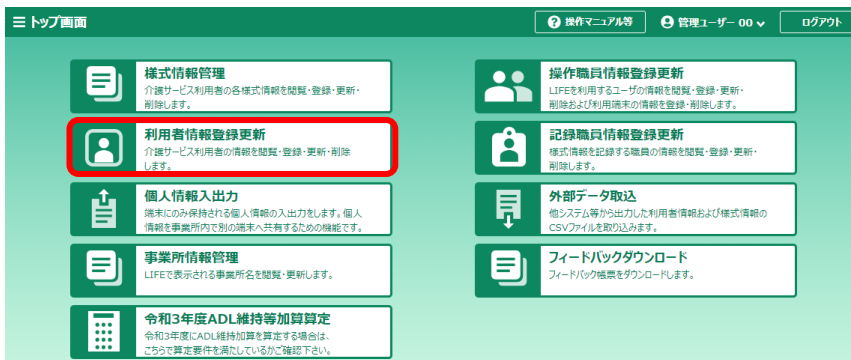 トップ画面
操作マニュアル等
管理ユーザー 00
ログアウト
様式情報管理
介護サービス利用者の各様式情報を閲覧・登録・更新・
削除します。
利用者情報登録更新
介護サービス利用者の情報を閲覧・登録・更新・削除
します。
個人情報入出力
端末にのみ保持される個人情報の入出力をします。個人
情報を事業所内で別の端末へ共有するための機能です。
事業所情報管理
LIFEで表示される事業所名を閲覧・更新します。
令和3年度ADL維持等加算算定
令和3年度にADL維持加算を算定する場合は、
こちらで算定要件を満たしているかご確認下さい。
操作職員情報登録更新
LIFEを利用するユーザの情報を閲覧・登録・更新・
削除および利用端末の情報を登録・削除します。
記録職員情報登録更新
様式情報を記録する職員の情報を閲覧・登録・更新・
削除します。
外部データ取込
他システム等から出力した利用者情報および様式情報の
CSVファイルを取り込みます。
フィードバックダウンロード
フィードバック帳票をダウンロードします。